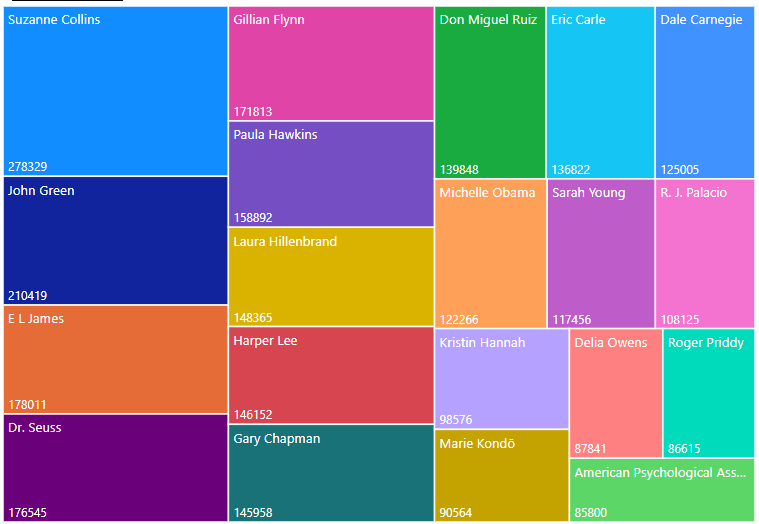 Suzanne Collins
278329
John Green
210419
E L James
178011
Dr. Seuss
176545
Gillian Flynn
171813
Paula Hawkins
158892
Laura Hillenbrand
148365
Harper Lee
146152
Gary Chapman
145958
Don Miguel Ruiz
139848
Eric Carle
136822
Dale Carnegie
125005
Michelle Obama
122266
Sarah Young
117456
R. J. Palacio
108125
Kristin Hannah
98576
Marie Kondō
90564
Delia Owens
87841
Roger Priddy
86615
American Psychological Ass...
85800